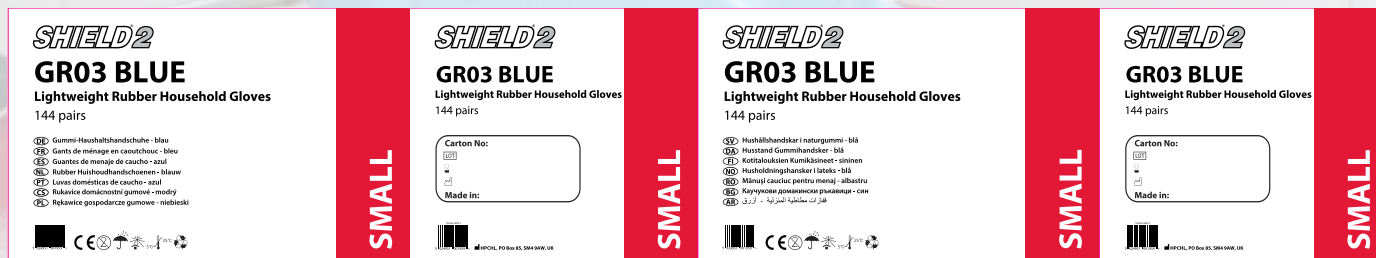 SHIELD2
GR03 BLUE
Lightweight Rubber Household Gloves
144 pairs
DE Gummi-Haushaltshandschuhe - blau
FR Gants de ménage en caoutchouc - bleu
ES Guantes de menaje de caucho - azul
NL Rubber Huishoudhandschoenen - blauw
PT Luvas domésticas de caucho - azul
CS Rukavice domácnostní gumové - modrý
PL Rękawice gospodarcze gumowe - niebieski
CE
5°C
35°C
SMALL
SHIELD2
GR03 BLUE
Lightweight Rubber Household Gloves
144 pairs
Carton No:
LOT
Made in:
HPCHL, PO Box 85, SM4 9AW, UK
SMALL
SHIELD2
GR03 BLUE
Lightweight Rubber Household Gloves
144 pairs
SV Hushållshandskar i naturgummi - blå
DA Husstand Gummihandsker - blå
FI Kotitalouksien Kumikäsineet - sininen
NO Husholdningshansker i lateks - blå
RO Mănuși cauciuc pentru menaj - albastru
BG Каучукови домакински ръкавици - син
AR قفازات مطاطية المنزلية - أزرق
CE
5°C
35°C
SMALL
SHIELD2
GR03 BLUE
Lightweight Rubber Household Gloves
144 pairs
Carton No:
LOT
Made in:
HPCHL, PO Box 85, SM4 9AW, UK
SMALL